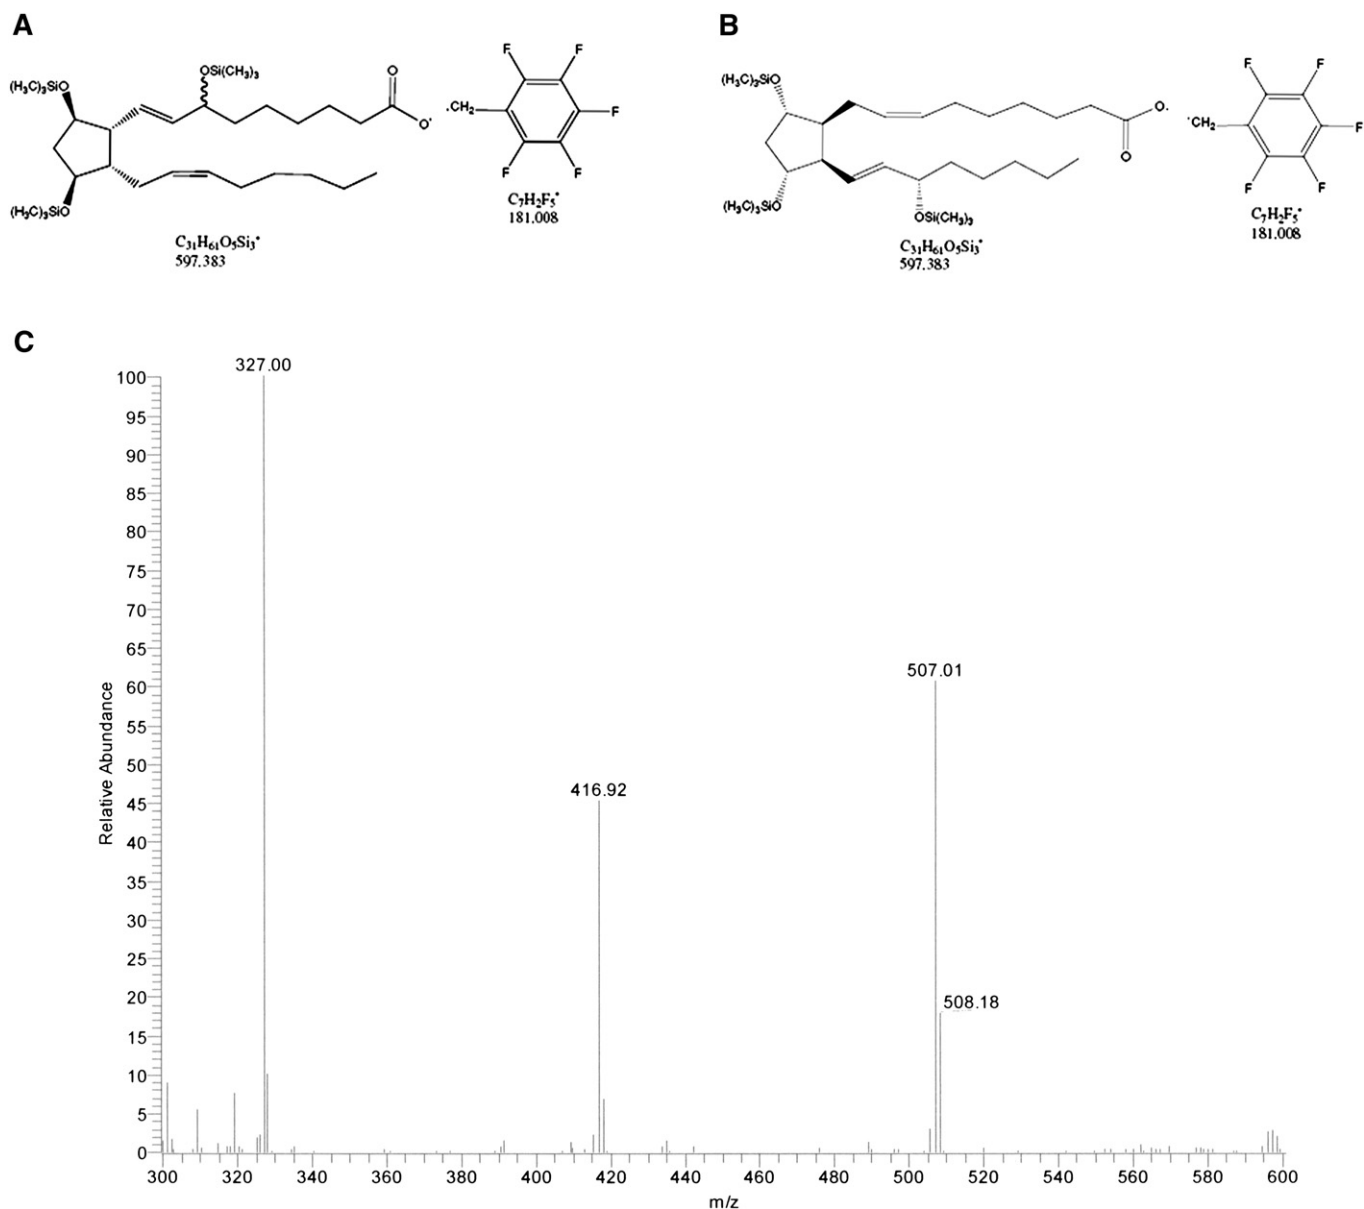 A
B
OSi(CH₃)₃
(H₃C)₃SiO
O
O·
·CH₂
F
F
F
F
F
(H₃C)₃SiO
C₃₁H₆₁O₅Si₃•
597.383
C₇H₂F₅•
181.008
(H₃C)₃SiO
O·
O
·CH₂
F
F
F
F
F
(H₃C)₃SiO
OSi(CH₃)₃
C₃₁H₆₁O₅Si₃•
597.383
C₇H₂F₅•
181.008
C
327.00
507.01
416.92
508.18
100
95
90
85
80
75
70
65
60
55
50
45
40
35
30
25
20
15
10
5
0
Relative Abundance
300 320 340 360 380 400 420 440 460 480 500 520 540 560 580 600
m/z